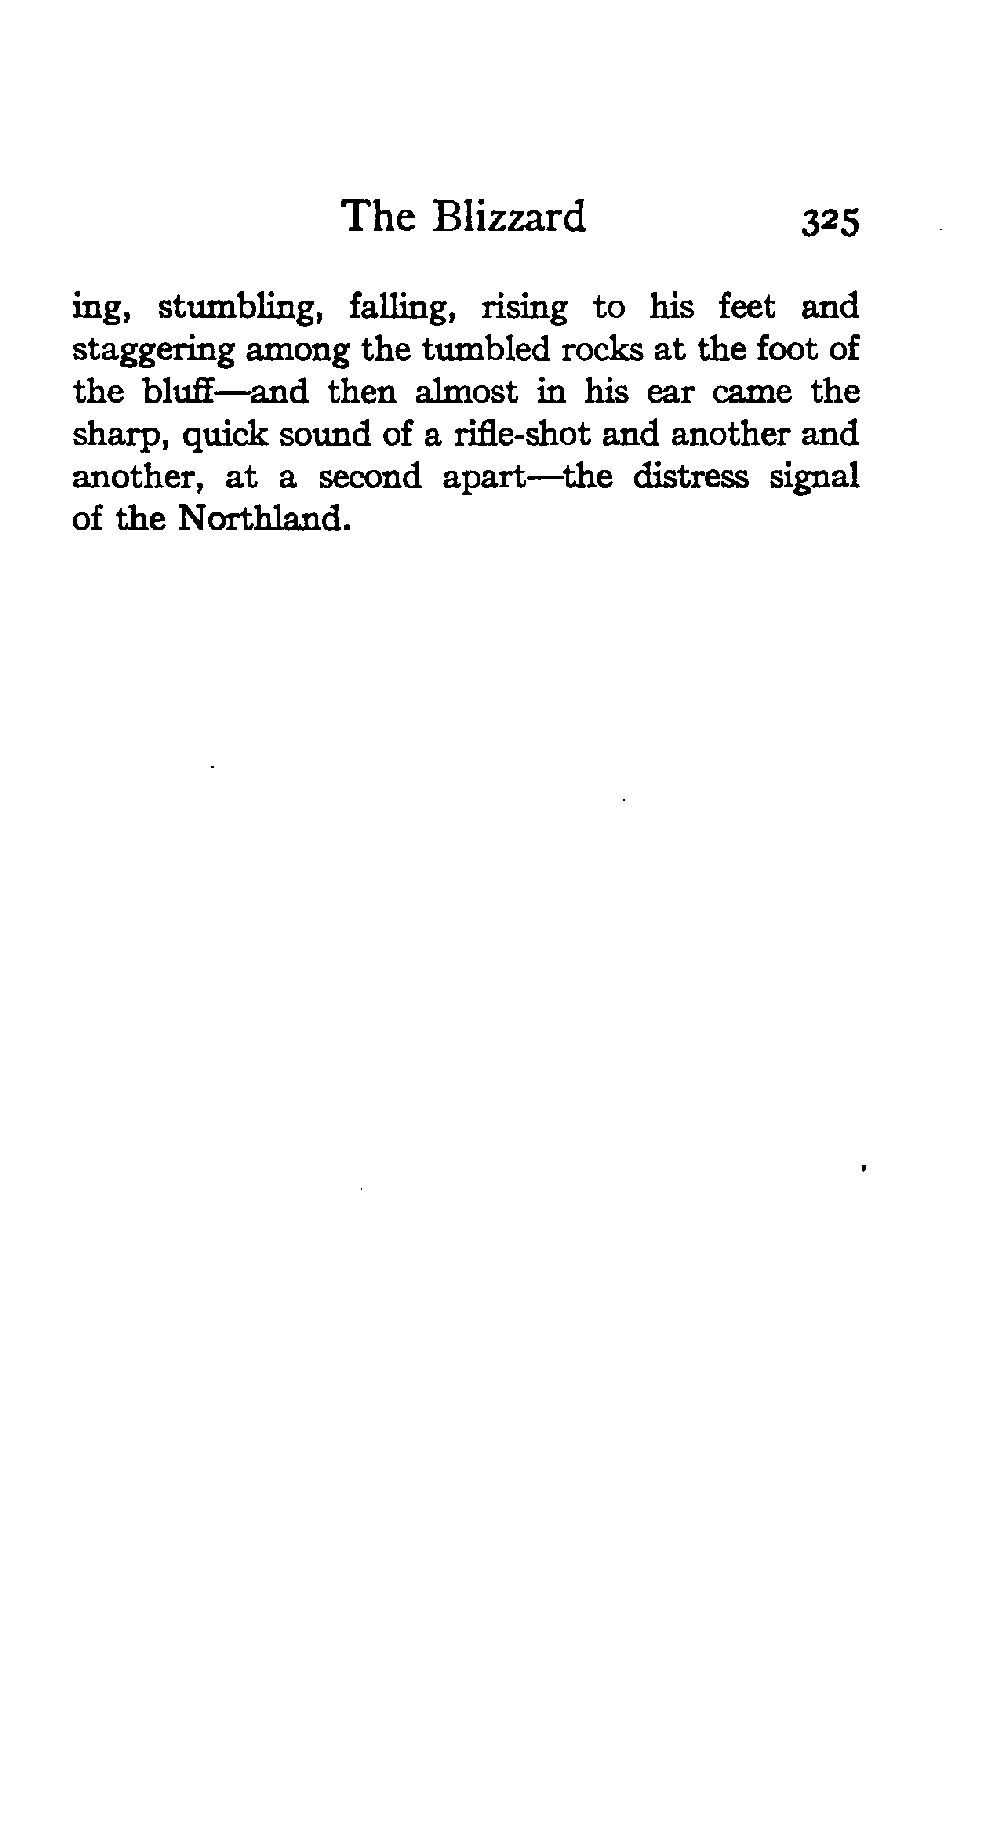 The Blizzard 325
ing, stumbling, falling, rising to his feet and
staggering among the tumbled rocks at the foot of
the bluff—and then almost in his ear came the
sharp, quick sound of a rifle-shot and another and
another, at a second apart—the distress signal
of the Northland.